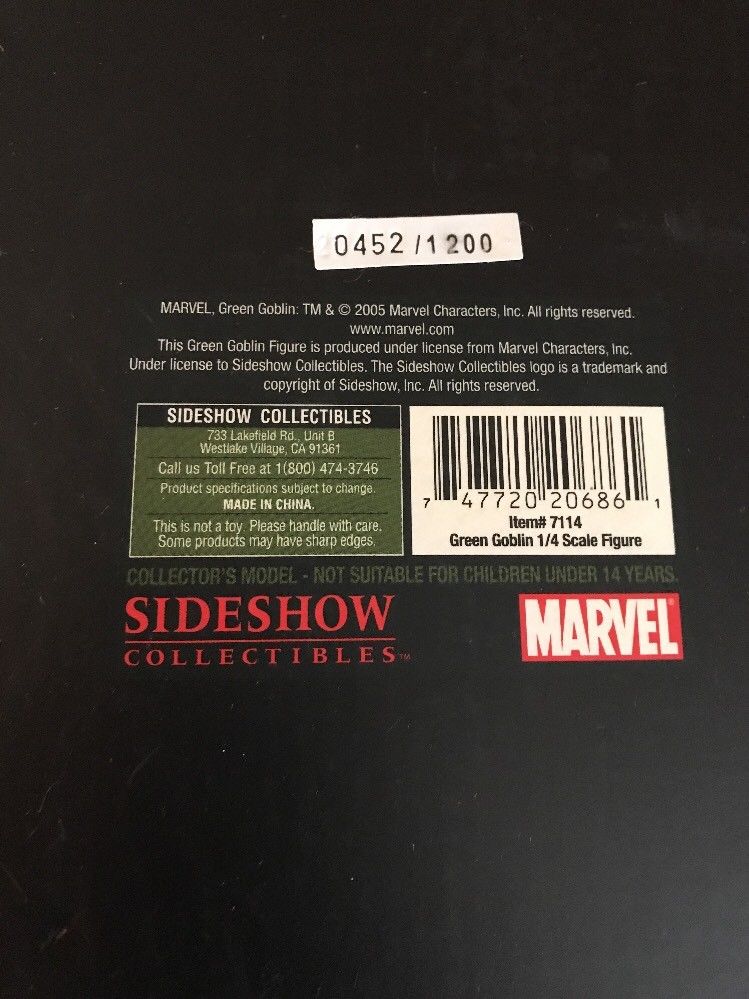 0452/1200
MARVEL, Green Goblin: TM & © 2005 Marvel Characters, Inc. All rights reserved.
www.marvel.com
This Green Goblin Figure is produced under license from Marvel Characters, Inc.
Under license to Sideshow Collectibles. The Sideshow Collectibles logo is a trademark and
copyright of Sideshow, Inc. All rights reserved.
SIDESHOW COLLECTIBLES
733 Lakefield Rd., Unit B
Westlake Village, CA 91361
Call us Toll Free at 1(800) 474-3746
Product specifications subject to change.
MADE IN CHINA.
This is not a toy. Please handle with care.
Some products may have sharp edges.
7 47720 20686 1
Item# 7114
Green Goblin 1/4 Scale Figure
COLLECTOR'S MODEL - NOT SUITABLE FOR CHILDREN UNDER 14 YEARS.
SIDESHOW
COLLECTIBLES™
MARVEL®